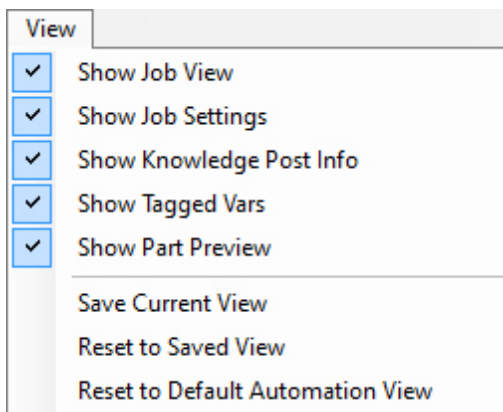 View
Show Job View
Show Job Settings
Show Knowledge Post Info
Show Tagged Vars
Show Part Preview
Save Current View
Reset to Saved View
Reset to Default Automation View